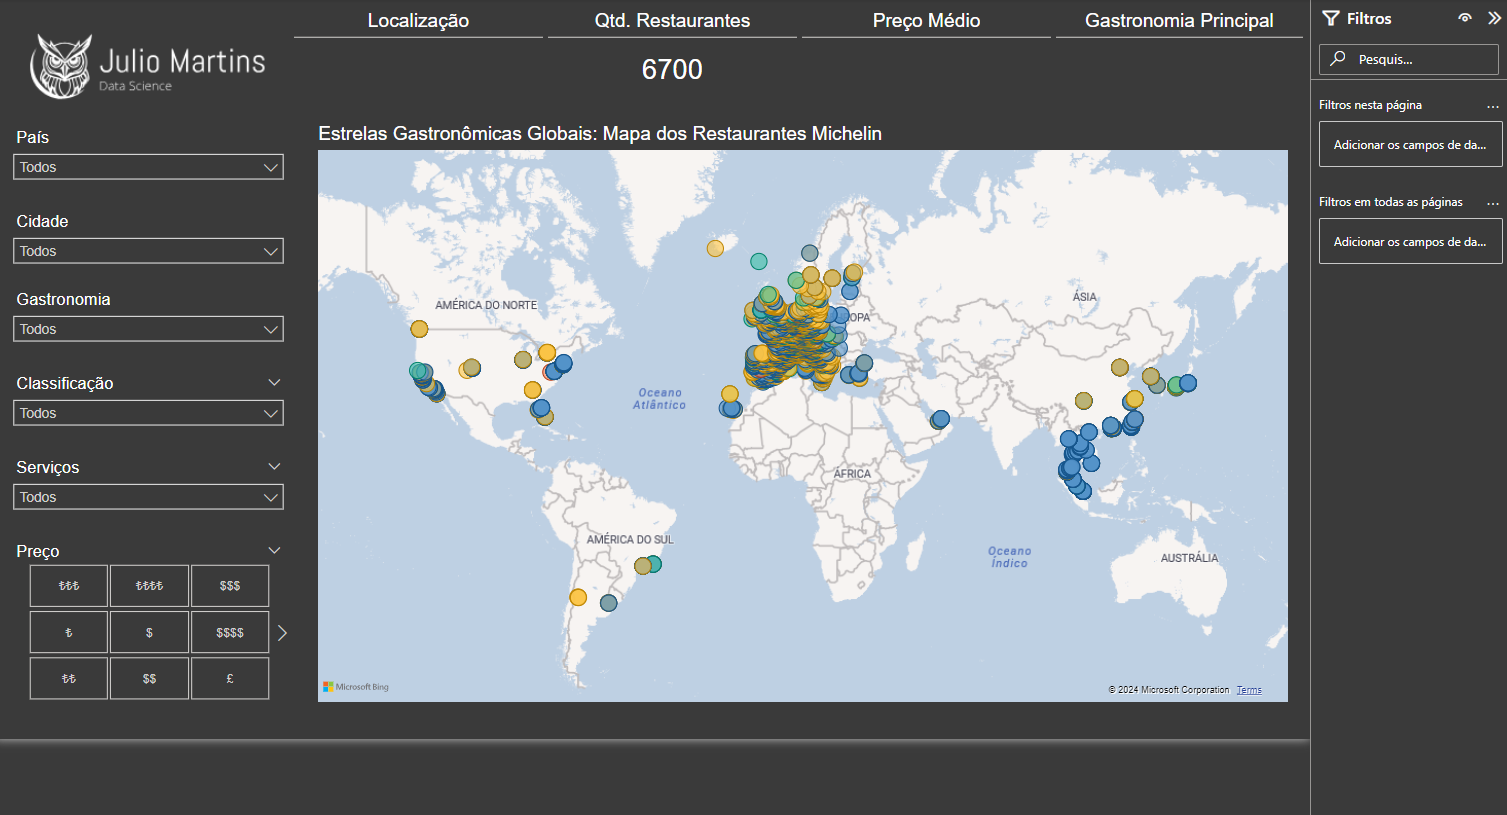 Julio Martins
Data Science
Localização
Qtd. Restaurantes
Preço Médio
Gastronomia Principal
6700
País
Todos
Cidade
Todos
Gastronomia
Todos
Classificação
Todos
Serviços
Todos
Preço
₺₺₺
₺₺₺₺
$$$
₺
$
$$$$
₺₺
$$
£
Estrelas Gastronômicas Globais: Mapa dos Restaurantes Michelin
AMÉRICA DO NORTE
OPA
ÁSIA
Oceano
Atlântico
ÁFRICA
AMÉRICA DO SUL
Oceano
Índico
AUSTRÁLIA
Microsoft Bing
© 2024 Microsoft Corporation Terms
Filtros
Pesquis...
Filtros nesta página ...
Adicionar os campos de da...
Filtros em todas as páginas ...
Adicionar os campos de da...